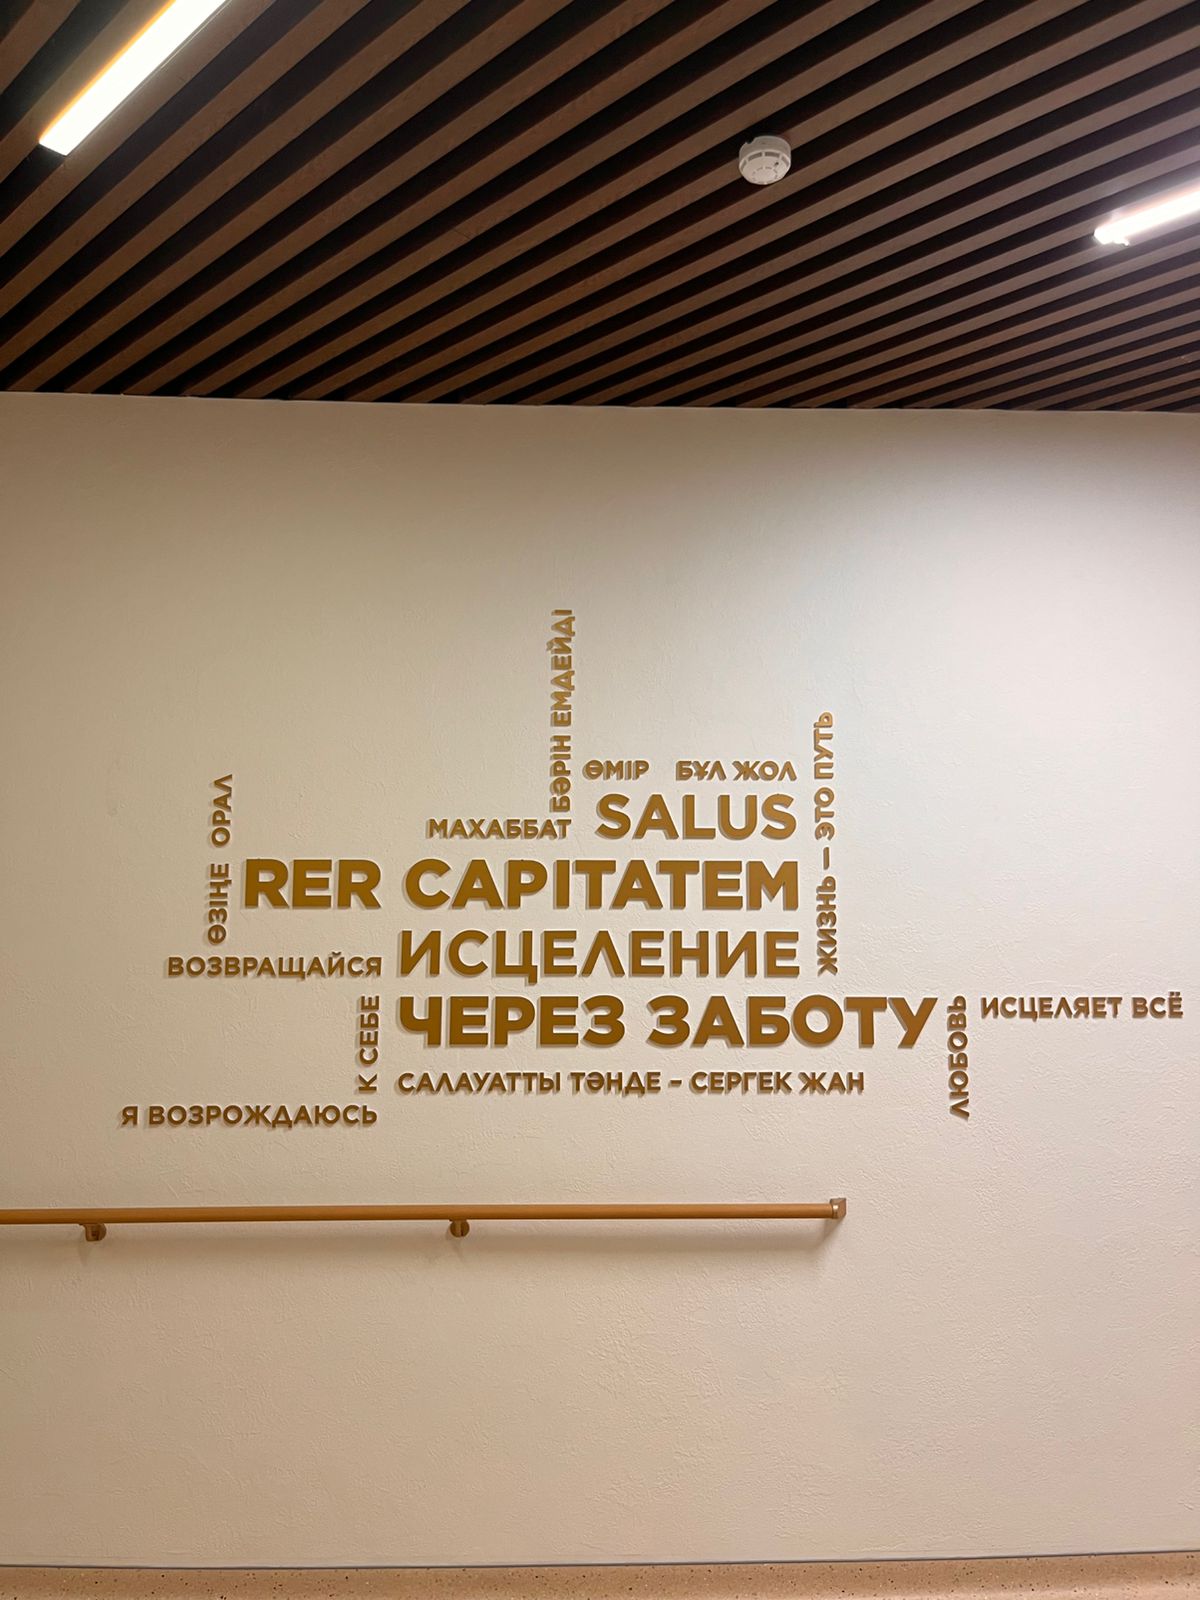 БӘРІН ЕМДЕЙДІ
ӨМІР БҰЛ ЖОЛ
ЖИЗНЬ – ЭТО ПУТЬ
МАХАББАТ
SALUS
ӨЗІҢЕ ОРАЛ
RER CAPITATEM
ВОЗВРАЩАЙСЯ
ИСЦЕЛЕНИЕ
К СЕБЕ
ЧЕРЕЗ ЗАБОТУ
ЛЮБОВЬ
ИСЦЕЛЯЕТ ВСЁ
САЛАУАТТЫ ТӘНДЕ – СЕРГЕК ЖАН
Я ВОЗРОЖДАЮСЬ